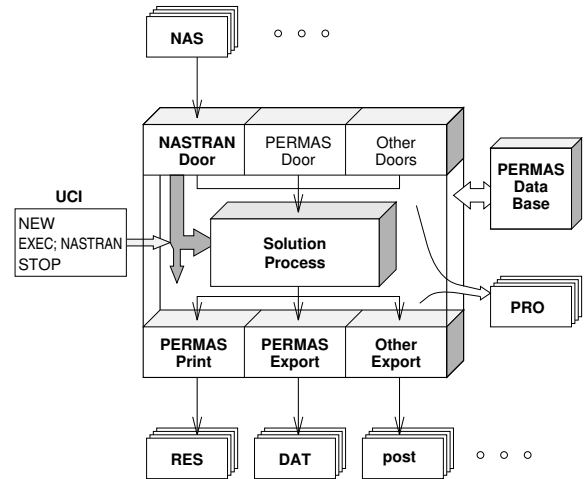 NAS
NASTRAN
Door
PERMAS
Door
Other
Doors
PERMAS
Data
Base
UCI
NEW
EXEC; NASTRAN
STOP
Solution
Process
PRO
PERMAS
Print
PERMAS
Export
Other
Export
RES
DAT
post